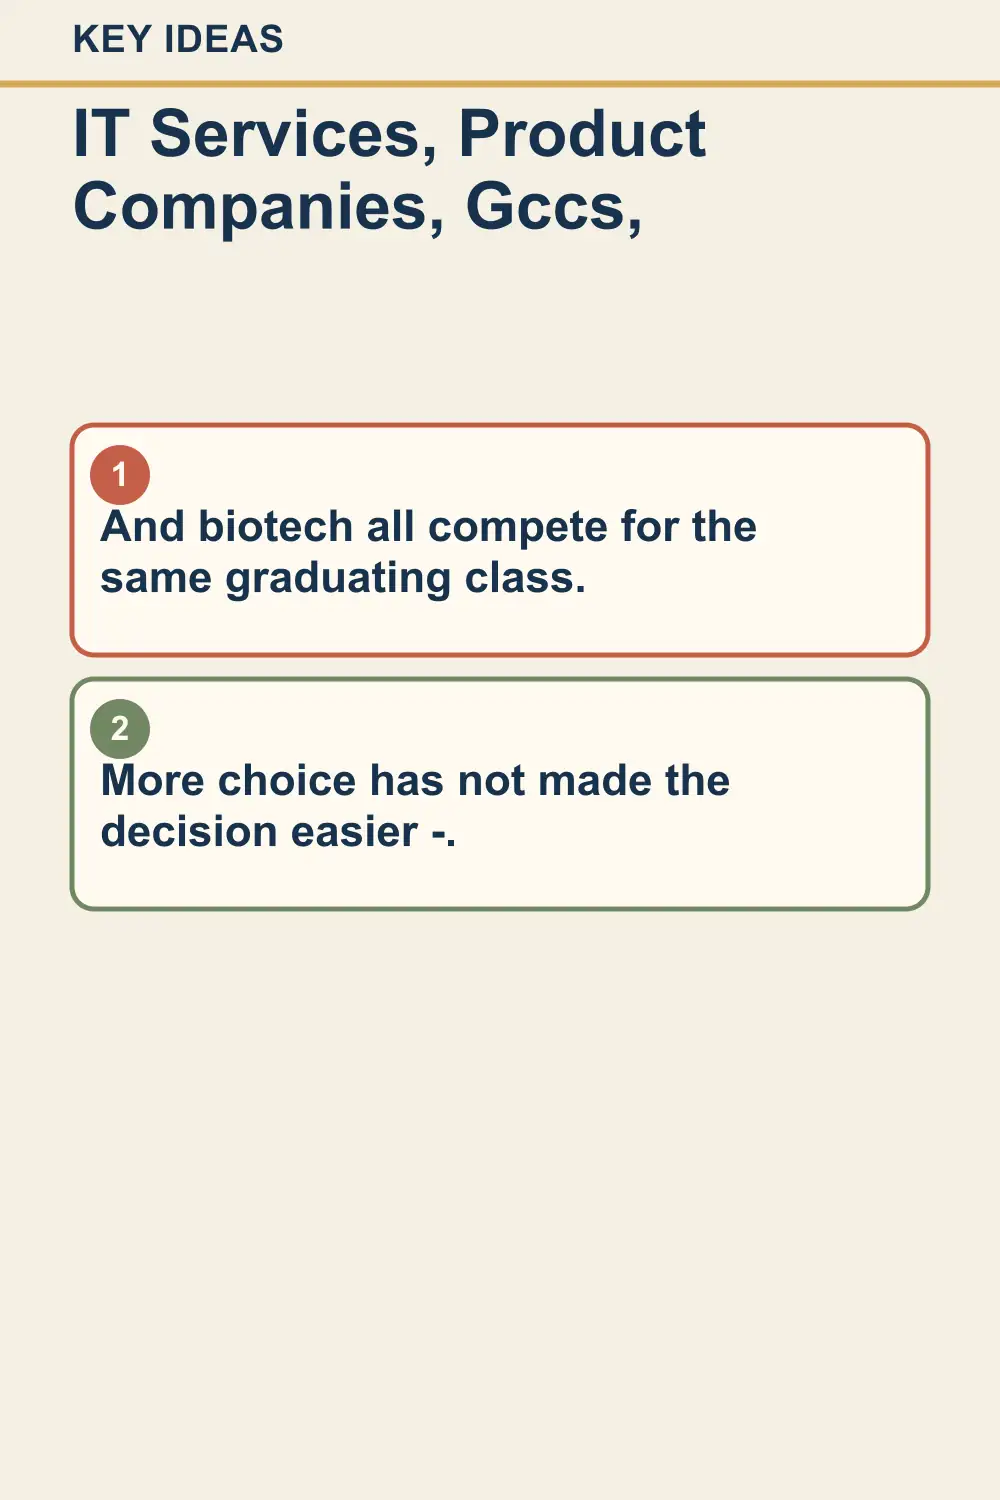 KEY IDEAS
IT Services, Product
Companies, Gccs,
1
And biotech all compete for the
same graduating class.
2
More choice has not made the
decision easier -.